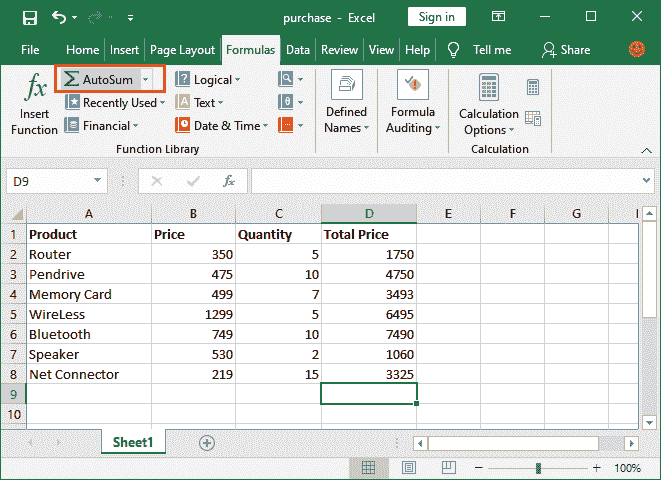 purchase - Excel
Sign in
File Home Insert Page Layout Formulas Data Review View Help Tell me Share
fx Insert Function
Σ AutoSum
Recently Used
Financial
Logical
Text
Date & Time
θ
Defined Names
Formula Auditing
Calculation Options
Function Library
Calculation
D9 fx
A B C D E F G H
1 Product Price Quantity Total Price
2 Router 350 5 1750
3 Pendrive 475 10 4750
4 Memory Card 499 7 3493
5 WireLess 1299 5 6495
6 Bluetooth 749 10 7490
7 Speaker 530 2 1060
8 Net Connector 219 15 3325
9
10
Sheet1
100%